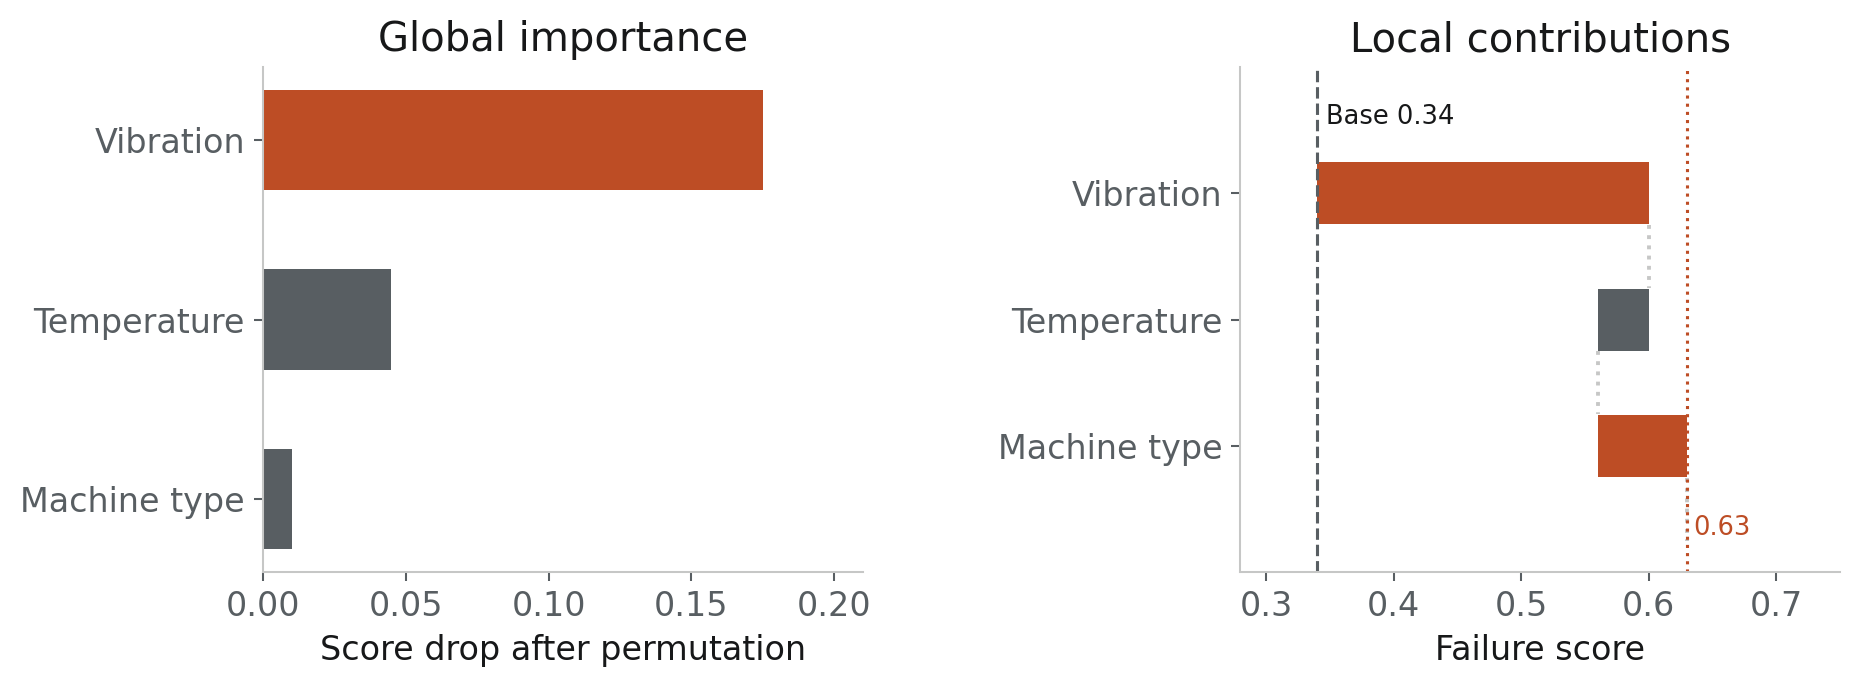 Global importance
Vibration
Temperature
Machine type
0.00 0.05 0.10 0.15 0.20
Score drop after permutation
Local contributions
Base 0.34
Vibration
Temperature
Machine type
0.63
0.3 0.4 0.5 0.6 0.7
Failure score